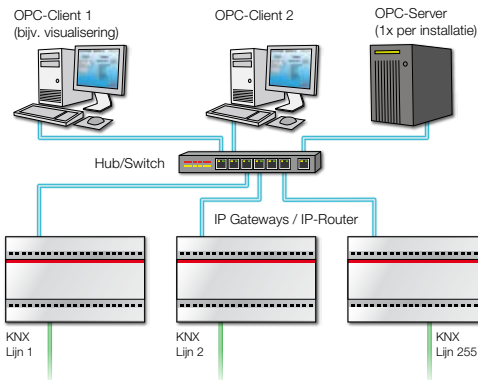 OPC-Client 1
(bijv. visualisering)
OPC-Client 2
OPC-Server
(1x per installatie)
Hub/Switch
IP Gateways / IP-Router
KNX
Lijn 1
KNX
Lijn 2
KNX
Lijn 255